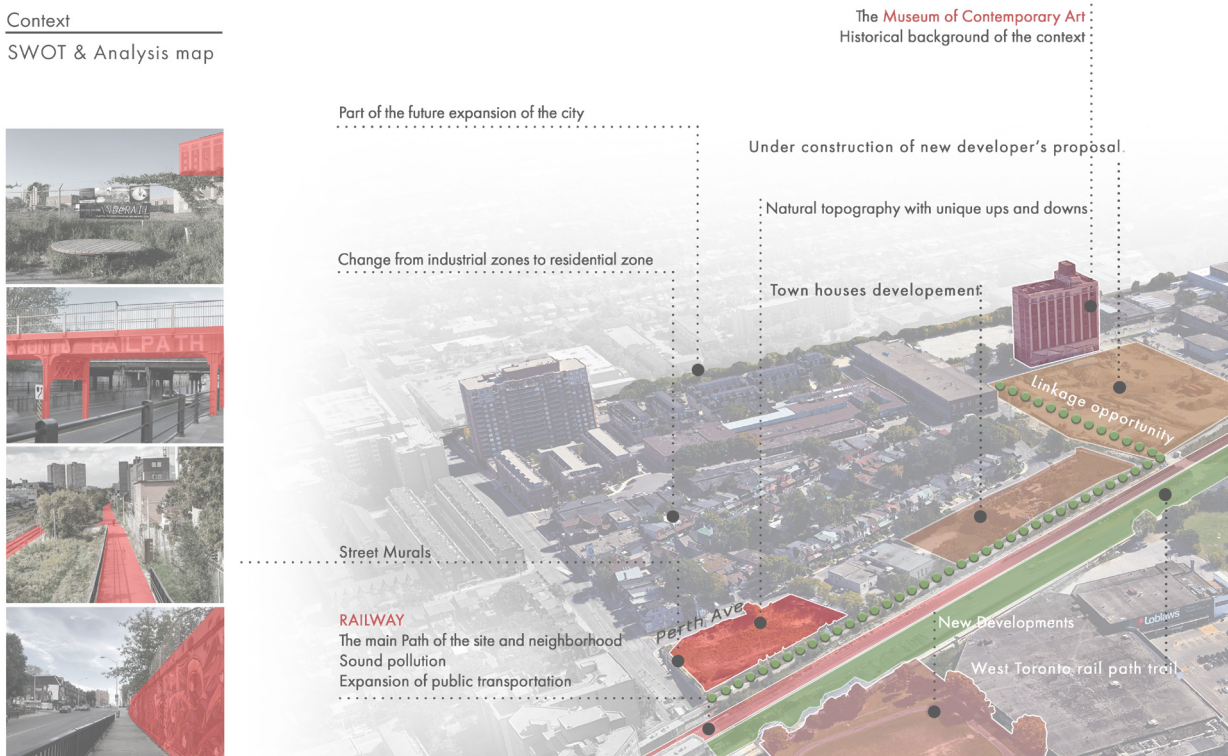 Context
SWOT & Analysis map
The Museum of Contemporary Art
Historical background of the context
Part of the future expansion of the city
Under construction of new developer's proposal.
Natural topography with unique ups and downs
Change from industrial zones to residential zone
Town houses developement
Linkage opportunity
Street Murals
perth Ave
RAILWAY
The main Path of the site and neighborhood
Sound pollution
Expansion of public transportation
New Developments
West Toronto rail path trail
Loblaws
RAILPATH